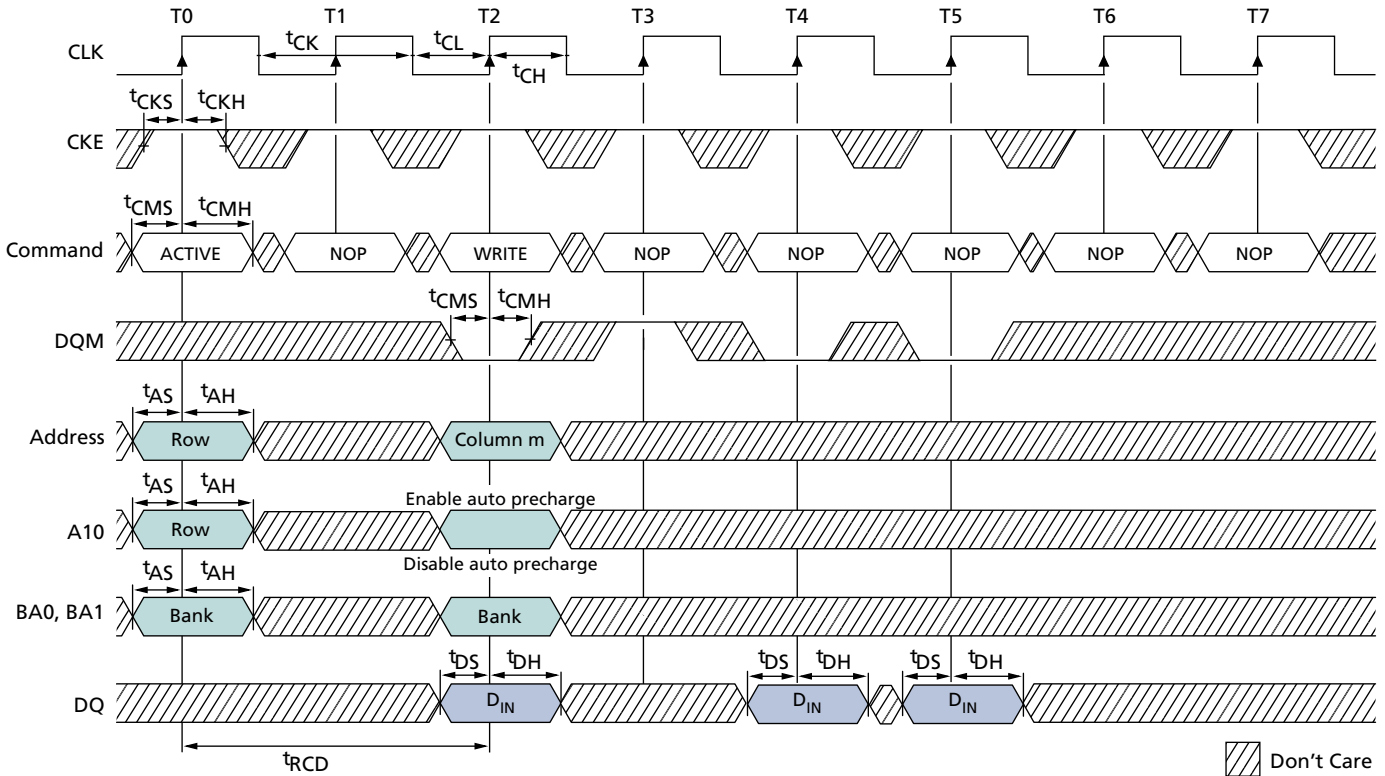 T0 T1 T2 T3 T4 T5 T6 T7
CLK
tCK tCL
tCH
tCKS tCKH
CKE
tCMS tCMH
Command ACTIVE NOP WRITE NOP NOP NOP NOP NOP
tCMS tCMH
DQM
tAS tAH
Address Row Column m
tAS tAH Enable auto precharge
A10 Row
Disable auto precharge
tAS tAH
BA0, BA1 Bank Bank
tDS tDH tDS tDH tDS tDH
DQ DIN DIN DIN
tRCD
Don't Care